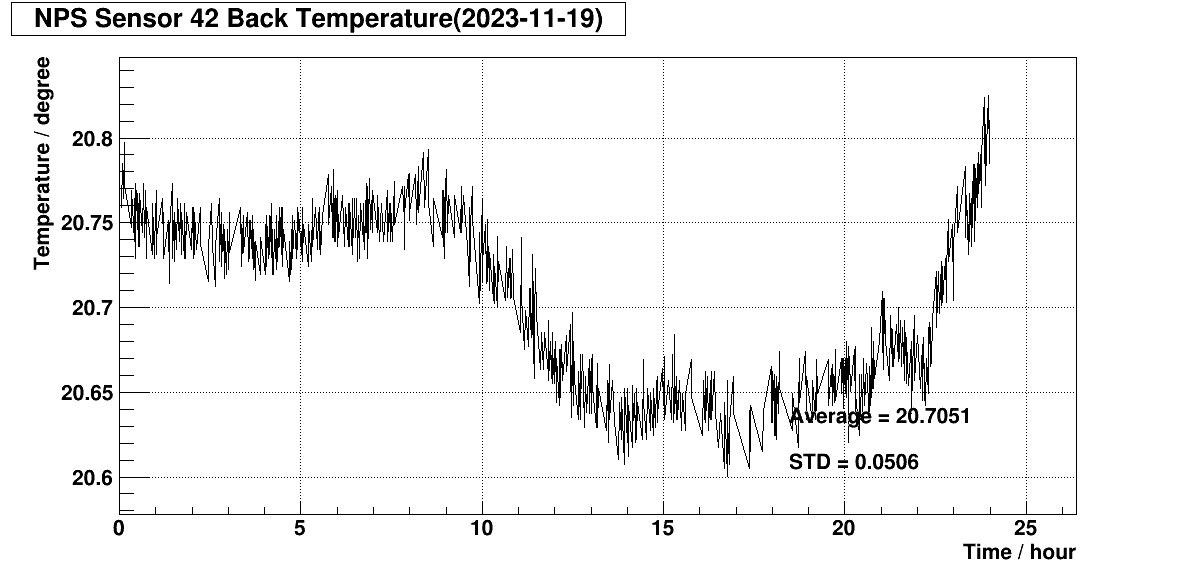 NPS Sensor 42 Back Temperature(2023-11-19)
Temperature / degree
20.8
20.75
20.7
20.65
20.6
Average = 20.7051
STD = 0.0506
0 5 10 15 20 25
Time / hour